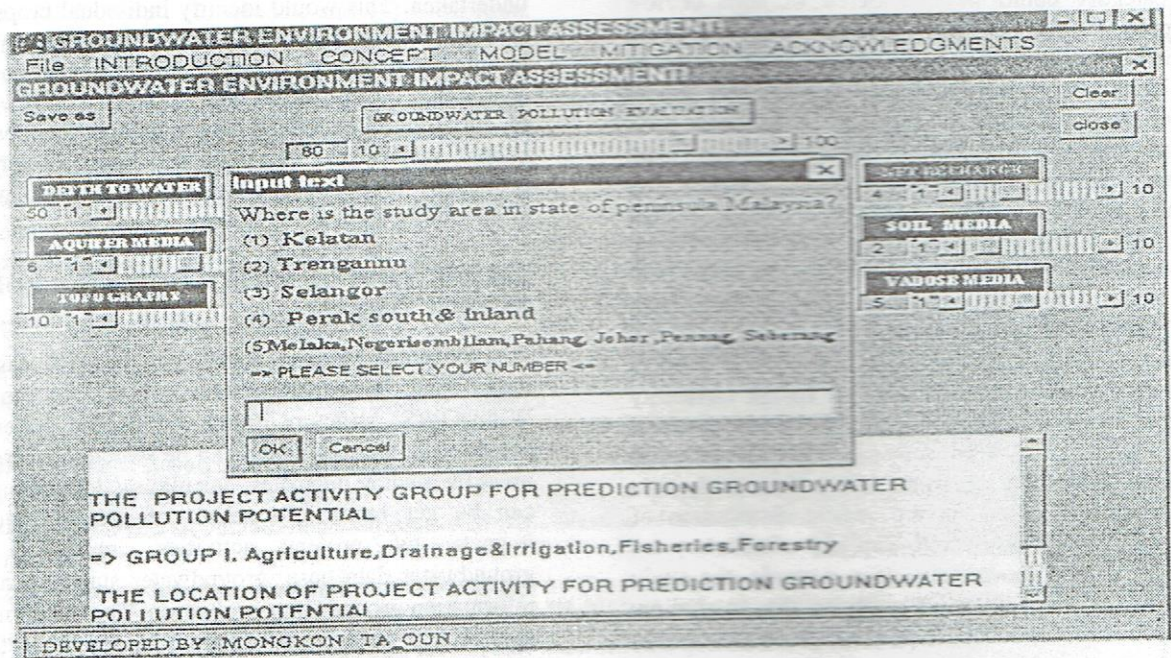 GROUNDWATER ENVIRONMENT IMPACT ASSESSMENT
File INTRODUCTION CONCEPT MODEL MITIGATION ACKNOWLEDGMENTS
GROUNDWATER ENVIRONMENT IMPACT ASSESSMENT
Clear
Save as
GROUNDWATER POLLUTION EVALUATION
close
80 10 100
Input text
DEPTH TO WATER
50 1
AQUIFER MEDIA
6 1
TOPOGRAPHY
10 1
Where is the study area in state of Malaysia?
(1) Kelatan
(2) Trengannu
(3) Selangor
(4) Perak south& inland
(5)Melaka, Pahang, Johor ,Pennag, Seberang
=> PLEASE SELECT YOUR NUMBER <=
OK
Cancel
NET RECHARGE
4 1 10
SOIL MEDIA
2 1 10
VADOSE MEDIA
5 1 10
THE PROJECT ACTIVITY GROUP FOR PREDICTION GROUNDWATER
POLLUTION POTENTIAL
=> GROUP I. Agriculture,Drainage&Irrigation,Fisheries,Forestry
THE LOCATION OF PROJECT ACTIVITY FOR PREDICTION GROUNDWATER
POLLUTION POTENTIAL
DEVELOPED BY : MONGKON TA_OUN